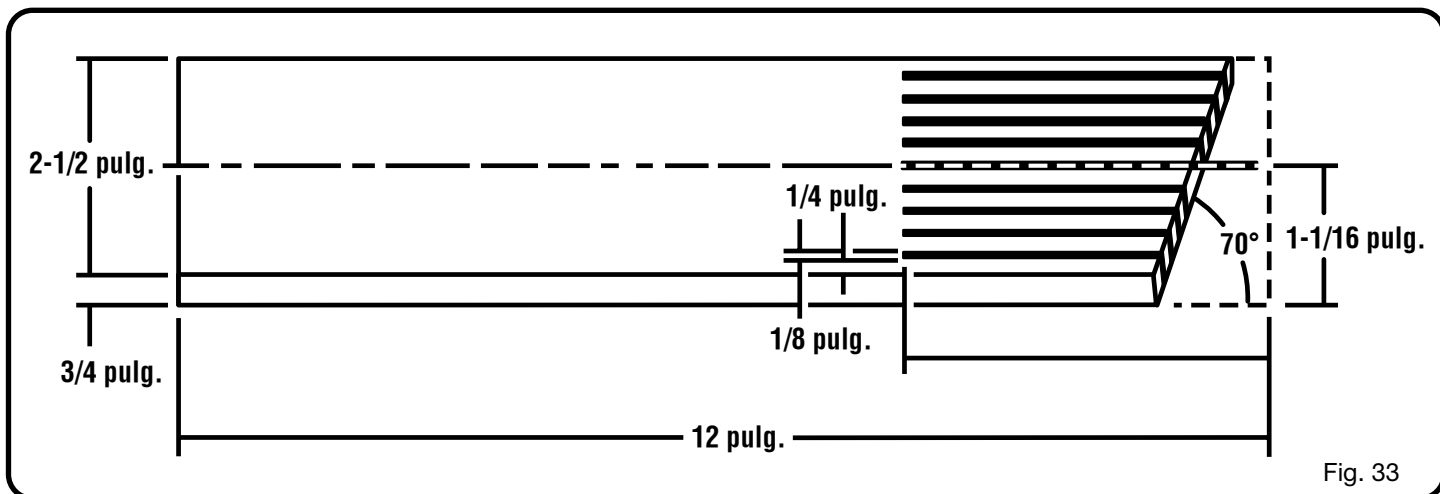 2-1/2 pulg.
1/4 pulg.
70°
1-1/16 pulg.
1/8 pulg.
3/4 pulg.
12 pulg.
Fig. 33